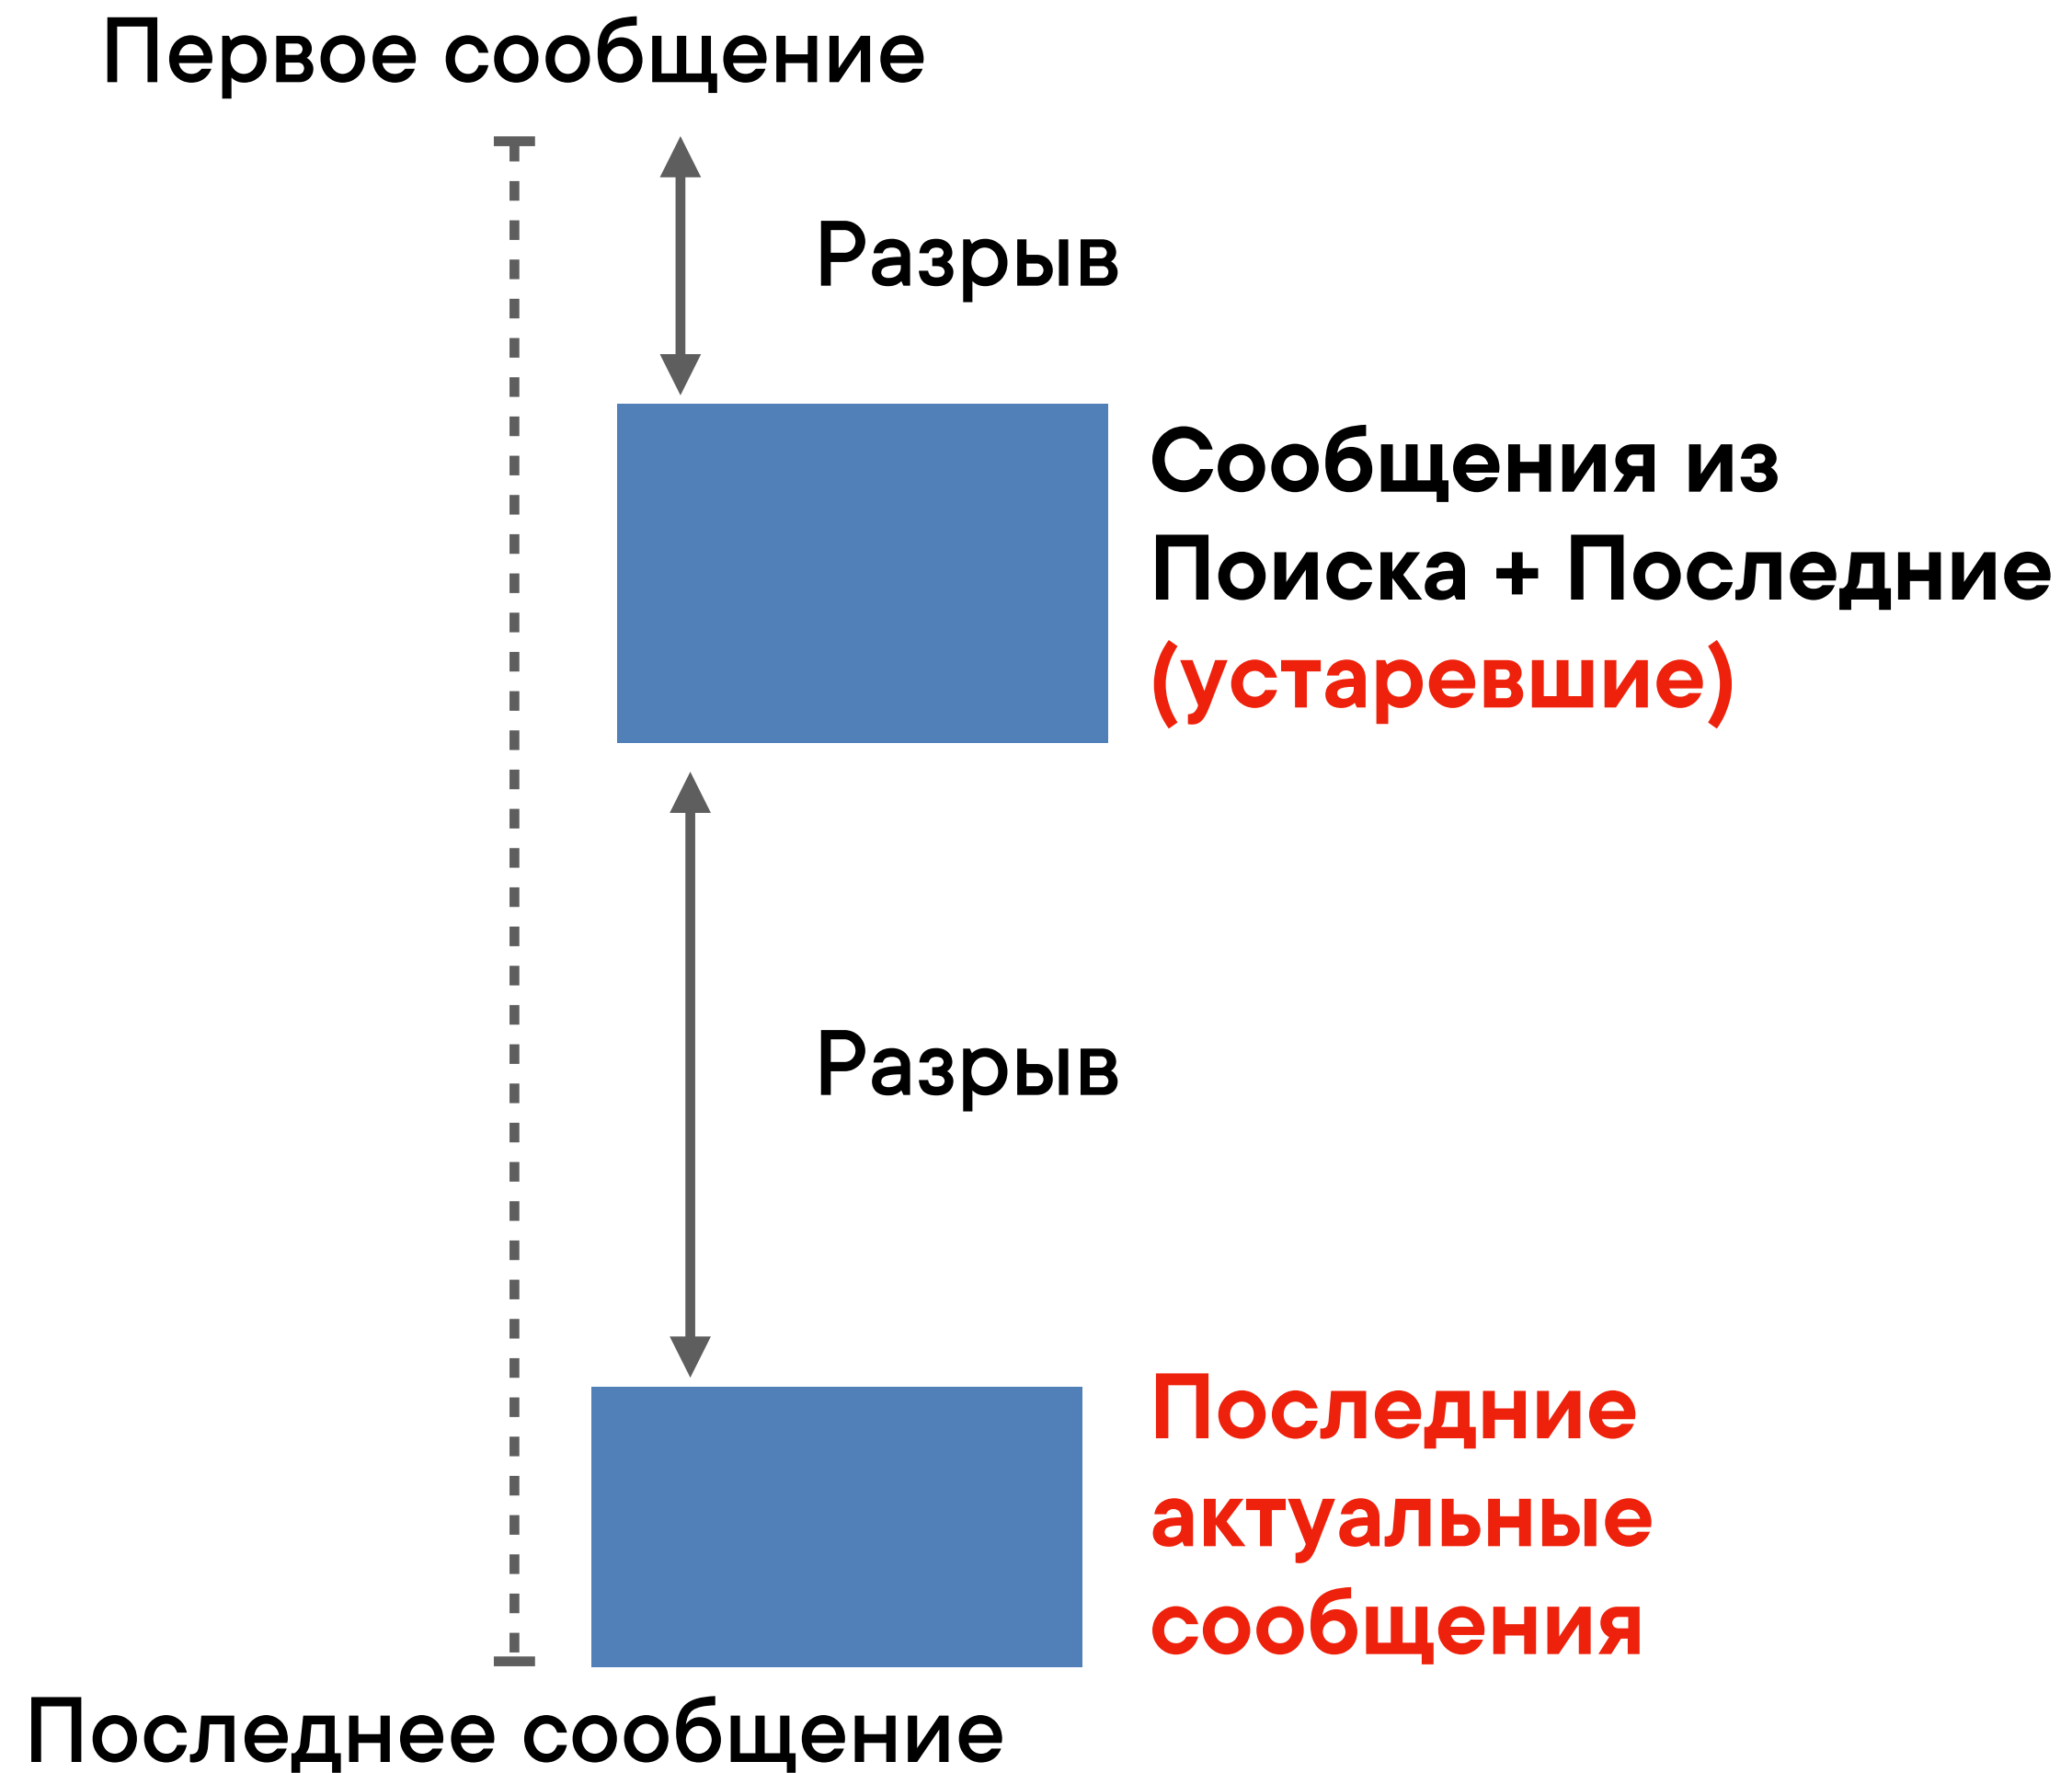 Первое сообщение
Разрыв
Сообщения из
Поиска + Последние
(устаревшие)
Разрыв
Последние
актуальные
сообщения
Последнее сообщение